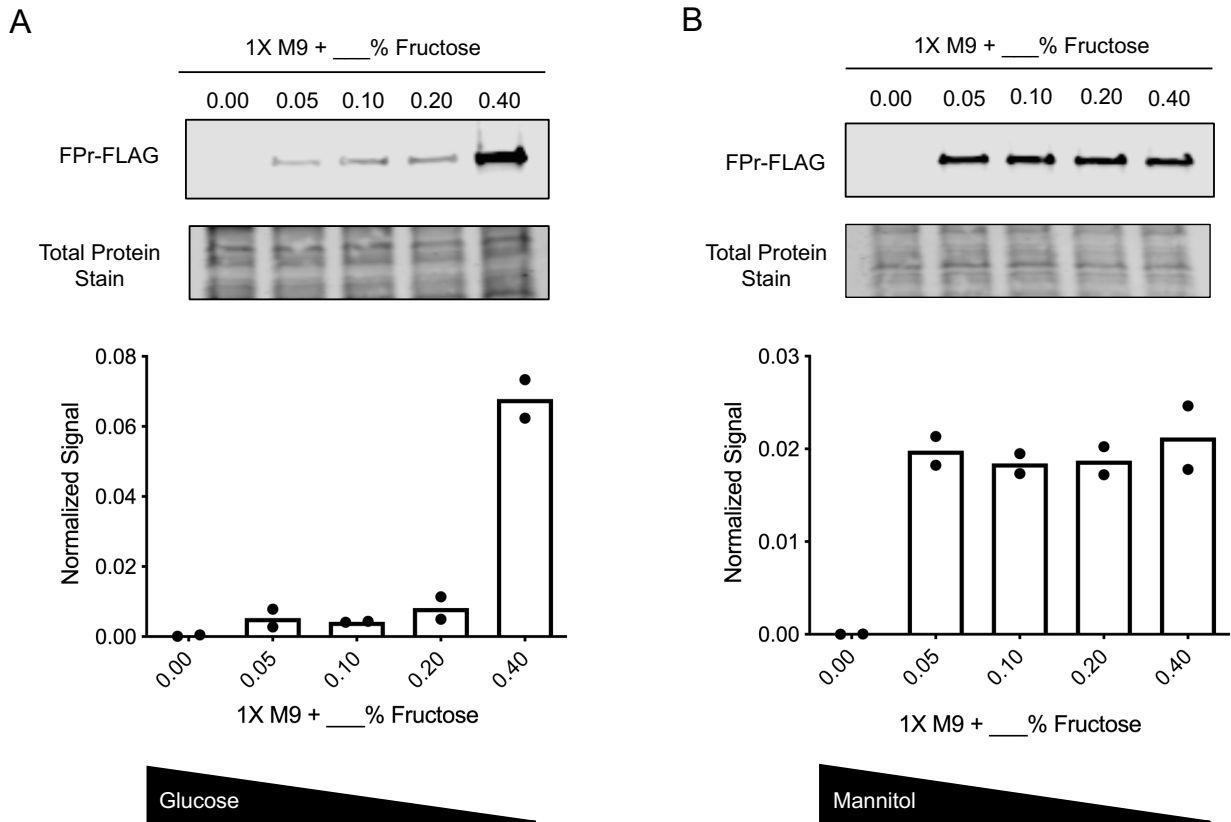 A
1X M9 + ___% Fructose
0.00 0.05 0.10 0.20 0.40
FPr-FLAG
Total Protein
Stain
0.08
0.06
0.04
0.02
0.00
Normalized Signal
0.00 0.05 0.10 0.20 0.40
1X M9 + ___% Fructose
Glucose
B
1X M9 + ___% Fructose
0.00 0.05 0.10 0.20 0.40
FPr-FLAG
Total Protein
Stain
0.03
0.02
0.01
0.00
Normalized Signal
0.00 0.05 0.10 0.20 0.40
1X M9 + ___% Fructose
Mannitol